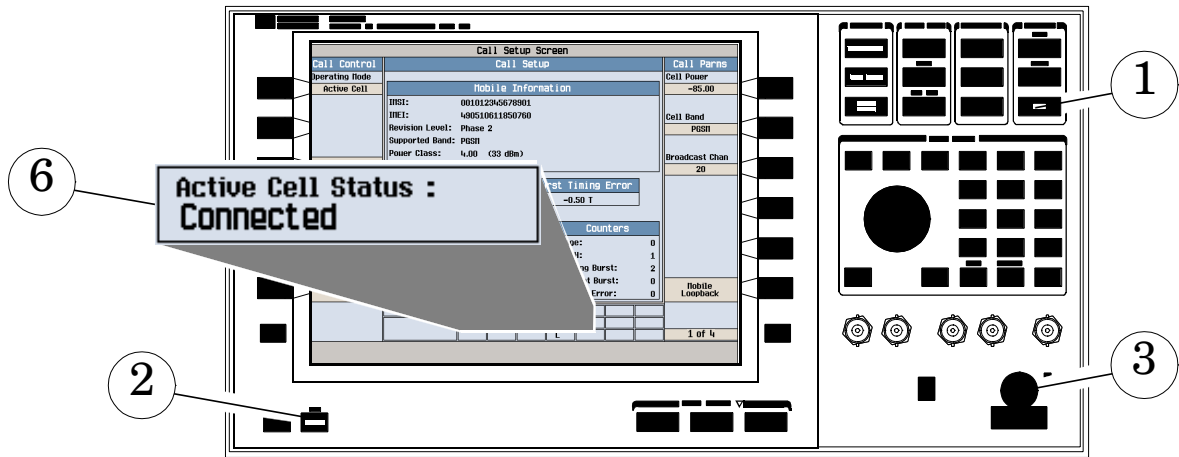 Call Setup Screen
Call Control
Call Setup
Call Parms
Operating Mode
Active Cell
Mobile Information
IMSI: 001012345678901
IMEI: 490510611850760
Revision Level: Phase 2
Supported Band: PGSM
Power Class: 4.00 (33 dBm)
Cell Power
-85.00
Cell Band
PGSM
Broadcast Chan
20
Active Cell Status :
Connected
rst Timing Error
-0.50 T
Counters
ge: 0
H: 1
ng Burst: 2
t Burst: 0
Error: 0
Mobile
Loopback
L
1 of 4
1
2
3
6